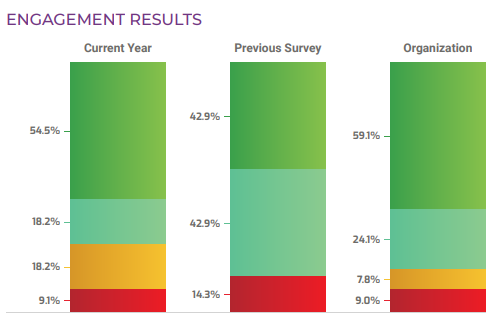 ENGAGEMENT RESULTS
Current Year
Previous Survey
Organization
54.5%
18.2%
18.2%
9.1%
42.9%
42.9%
14.3%
59.1%
24.1%
7.8%
9.0%